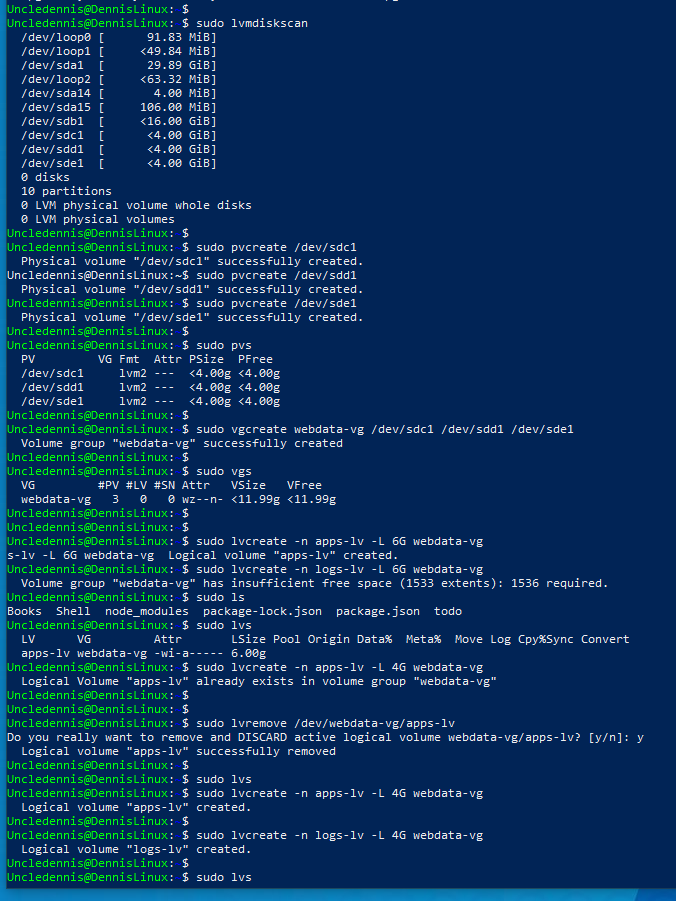 Uncledennis@DennisLinux:~$
Uncledennis@DennisLinux:~$ sudo lvmdiskscan
  /dev/loop0 [      91.83 MiB]
  /dev/loop1 [     <49.84 MiB]
  /dev/sda1  [      29.89 GiB]
  /dev/loop2 [     <63.32 MiB]
  /dev/sda14 [       4.00 MiB]
  /dev/sda15 [     106.00 MiB]
  /dev/sdb1  [     <16.00 GiB]
  /dev/sdc1  [      <4.00 GiB]
  /dev/sdd1  [      <4.00 GiB]
  /dev/sde1  [      <4.00 GiB]
  0 disks
  10 partitions
  0 LVM physical volume whole disks
  0 LVM physical volumes
Uncledennis@DennisLinux:~$
Uncledennis@DennisLinux:~$ sudo pvcreate /dev/sdc1
  Physical volume "/dev/sdc1" successfully created.
Uncledennis@DennisLinux:~$ sudo pvcreate /dev/sdd1
  Physical volume "/dev/sdd1" successfully created.
Uncledennis@DennisLinux:~$ sudo pvcreate /dev/sde1
  Physical volume "/dev/sde1" successfully created.
Uncledennis@DennisLinux:~$
Uncledennis@DennisLinux:~$ sudo pvs
  PV         VG Fmt  Attr PSize  PFree
  /dev/sdc1     lvm2 ---  <4.00g <4.00g
  /dev/sdd1     lvm2 ---  <4.00g <4.00g
  /dev/sde1     lvm2 ---  <4.00g <4.00g
Uncledennis@DennisLinux:~$
Uncledennis@DennisLinux:~$ sudo vgcreate webdata-vg /dev/sdc1 /dev/sdd1 /dev/sde1
  Volume group "webdata-vg" successfully created
Uncledennis@DennisLinux:~$
Uncledennis@DennisLinux:~$ sudo vgs
  VG         #PV #LV #SN Attr   VSize   VFree
  webdata-vg   3   0   0 wz--n- <11.99g <11.99g
Uncledennis@DennisLinux:~$
Uncledennis@DennisLinux:~$
Uncledennis@DennisLinux:~$ sudo lvcreate -n apps-lv -L 6G webdata-vg
s-lv -L 6G webdata-vg  Logical volume "apps-lv" created.
Uncledennis@DennisLinux:~$ sudo lvcreate -n logs-lv -L 6G webdata-vg
  Volume group "webdata-vg" has insufficient free space (1533 extents): 1536 required.
Uncledennis@DennisLinux:~$ sudo ls
Books  Shell  node_modules  package-lock.json  package.json  todo
Uncledennis@DennisLinux:~$ sudo lvs
  LV      VG         Attr       LSize Pool Origin Data%  Meta%  Move Log Cpy%Sync Convert
  apps-lv webdata-vg -wi-a----- 6.00g
Uncledennis@DennisLinux:~$ sudo lvcreate -n apps-lv -L 4G webdata-vg
  Logical Volume "apps-lv" already exists in volume group "webdata-vg"
Uncledennis@DennisLinux:~$
Uncledennis@DennisLinux:~$
Uncledennis@DennisLinux:~$ sudo lvremove /dev/webdata-vg/apps-lv
Do you really want to remove and DISCARD active logical volume webdata-vg/apps-lv? [y/n]: y
  Logical volume "apps-lv" successfully removed
Uncledennis@DennisLinux:~$
Uncledennis@DennisLinux:~$ sudo lvs
Uncledennis@DennisLinux:~$ sudo lvcreate -n apps-lv -L 4G webdata-vg
  Logical volume "apps-lv" created.
Uncledennis@DennisLinux:~$
Uncledennis@DennisLinux:~$ sudo lvcreate -n logs-lv -L 4G webdata-vg
  Logical volume "logs-lv" created.
Uncledennis@DennisLinux:~$
Uncledennis@DennisLinux:~$ sudo lvs